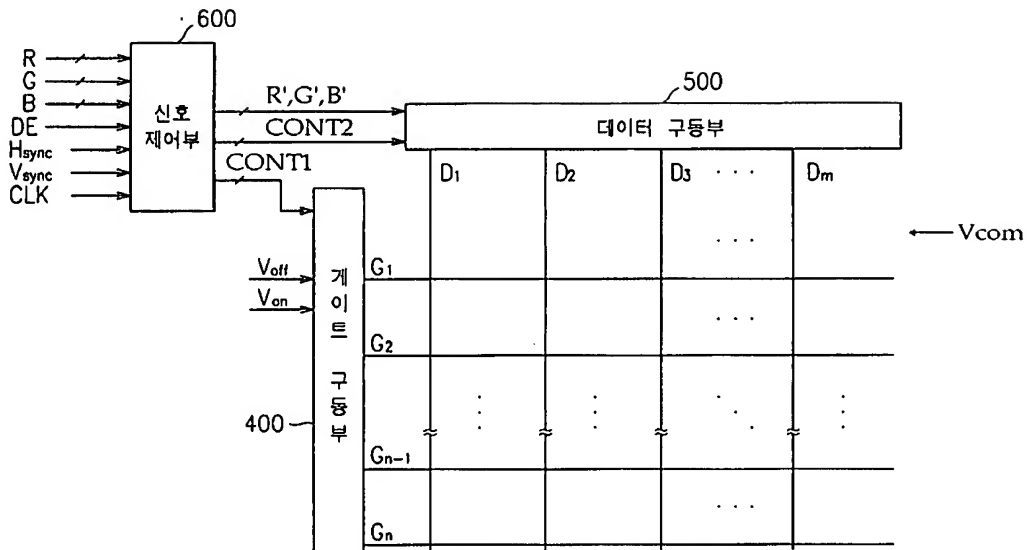 600
R
G
B
DE
Hsync
Vsync
CLK
신호
제어부
R',G',B'
CONT2
CONT1
500
데이터 구동부
D1 D2 D3 ··· Dm
Vcom
Voff
Von
게이트 구동부
400
G1
G2
Gn-1
Gn